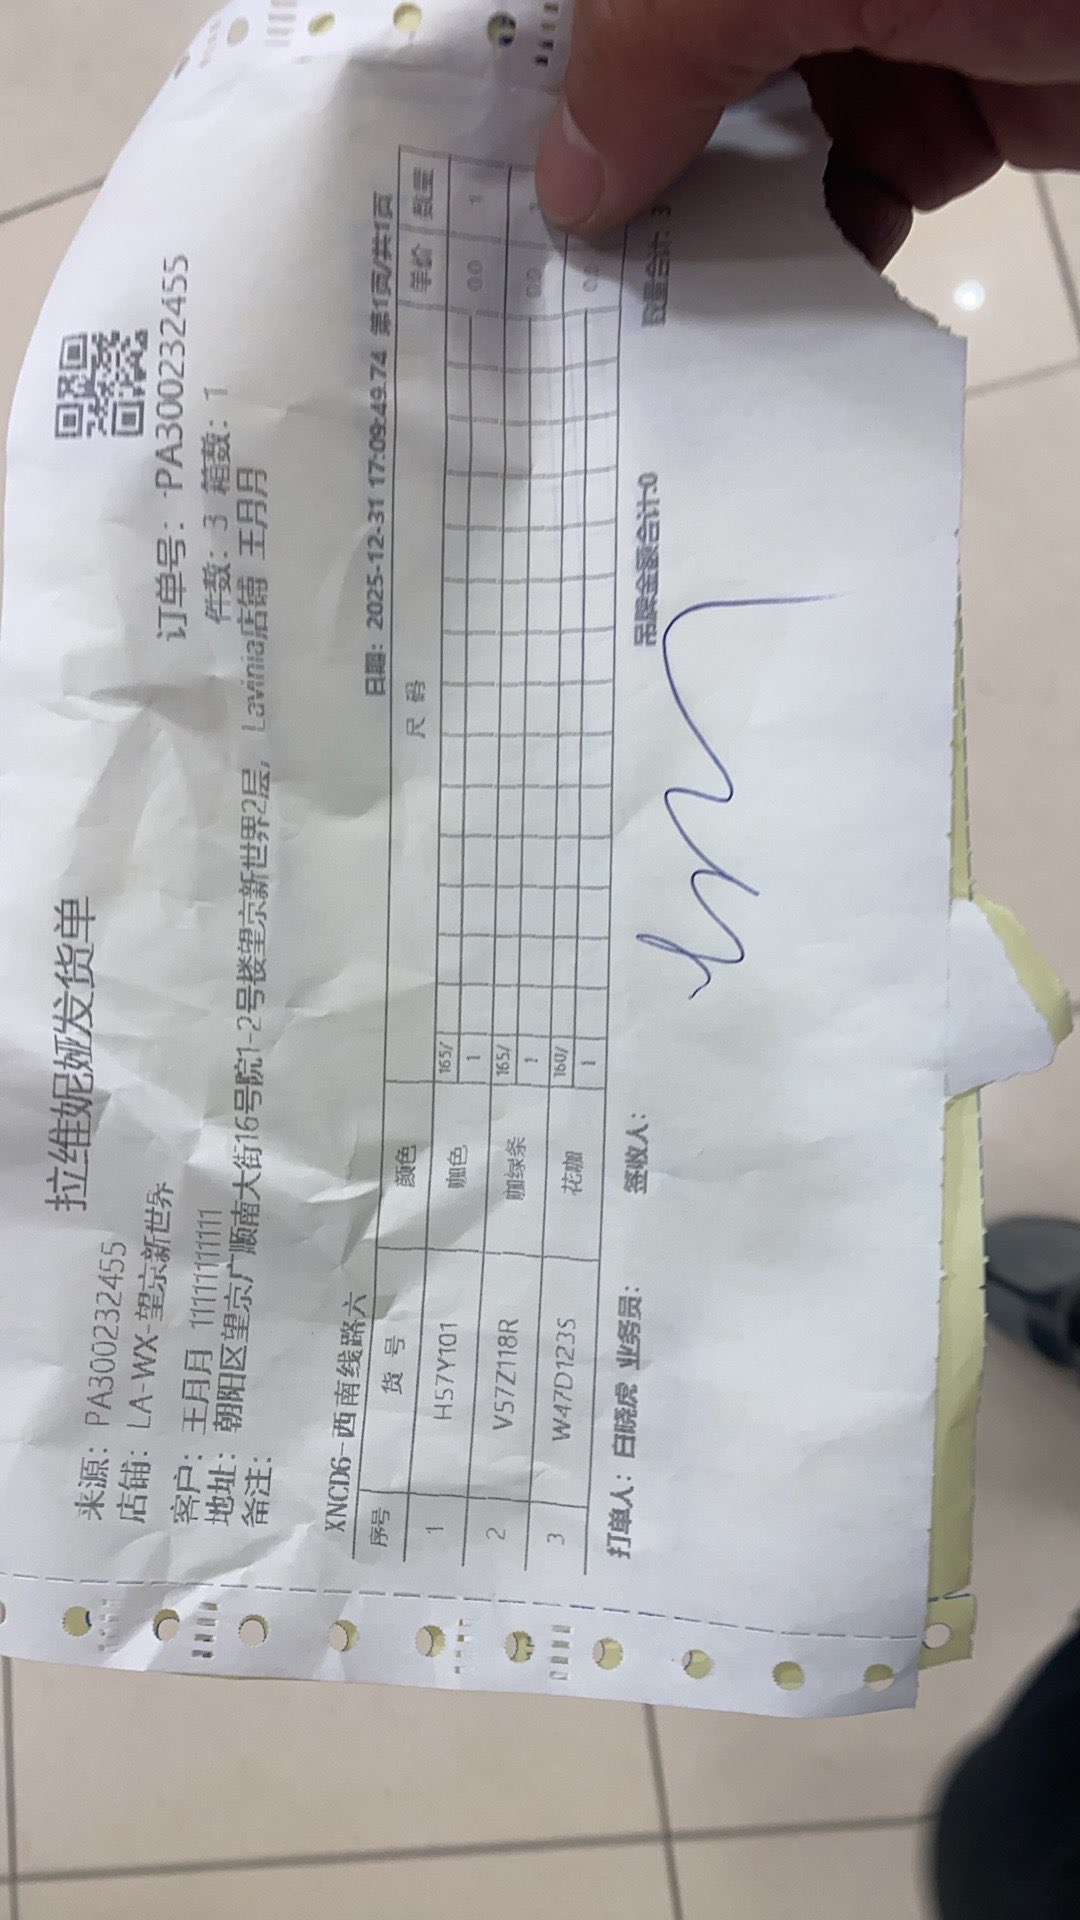 拉维妮娅发货单
来源：PA300232455
订单号：PA300232455
店铺：LA-WX-望京新世界
件数：3 箱数：1
客户：王月月 11111111111
地址：朝阳区望京广顺南大街16号院1-2号楼望京新世界2层，Lavinia店铺 王月月
备注：
XNCD6-西南线路六
日期：2025-12-31 17:09:49.74 第1页/共1页
序号 货号 颜色 尺码 单价 数量
1 H57Y101 咖色 165/ 0.0 1
1
2 V57Z118R 咖绿条 165/ 0.0
1
3 W47D123S 花咖 160/ 0.0
1
打单人：白晓虎 业务员： 签收人： 吊牌金额合计:0 数量合计: 3